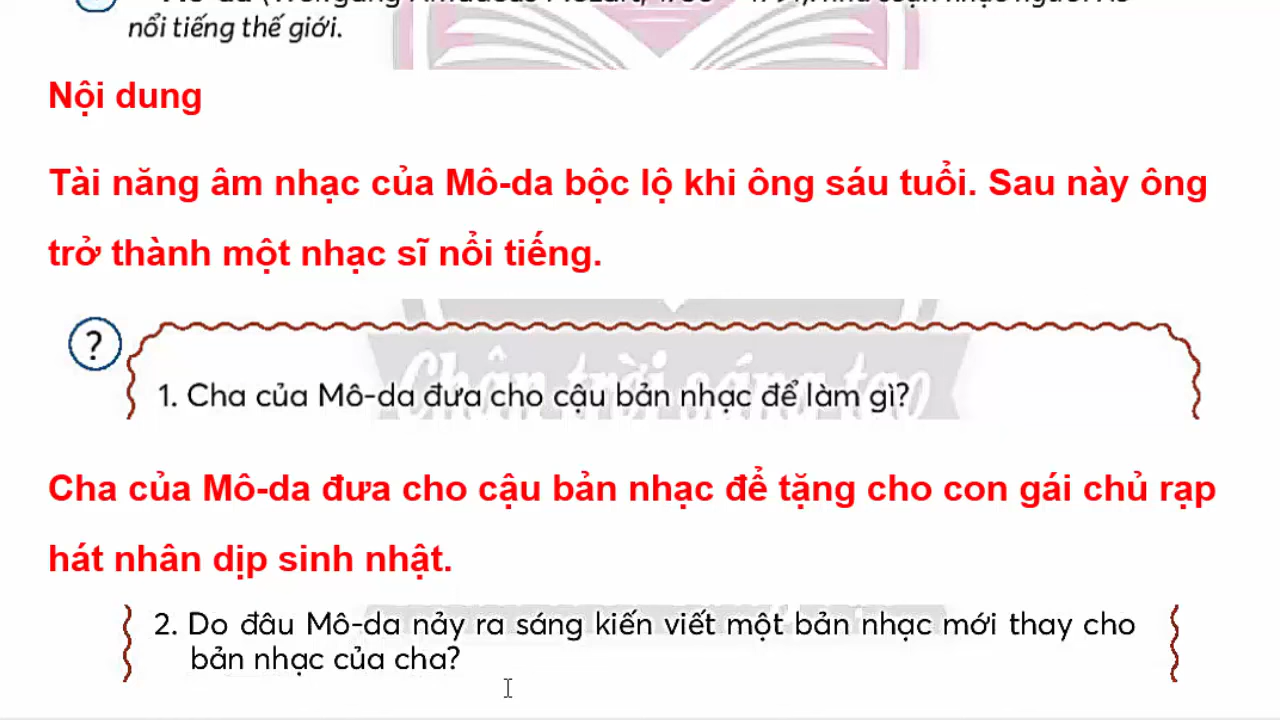 nổi tiếng thế giới.
Nội dung
Tài năng âm nhạc của Mô-da bộc lộ khi ông sáu tuổi. Sau này ông
trở thành một nhạc sĩ nổi tiếng.
?
Chân trời sáng tạo
1. Cha của Mô-da đưa cho cậu bản nhạc để làm gì?
Cha của Mô-da đưa cho cậu bản nhạc để tặng cho con gái chủ rạp
hát nhân dịp sinh nhật.
2. Do đâu Mô-da nảy ra sáng kiến viết một bản nhạc mới thay cho
bản nhạc của cha?